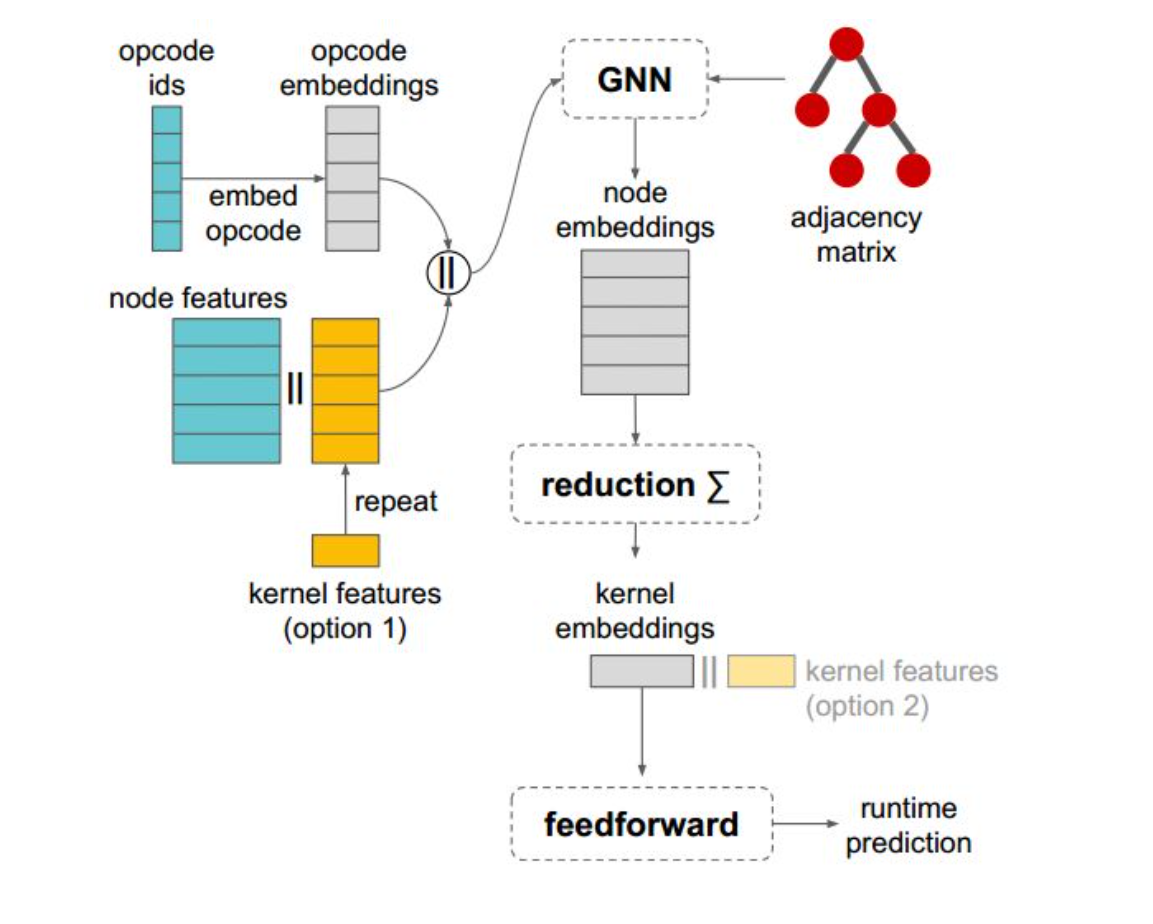 opcode
ids
opcode
embeddings
embed
opcode
||
node features
||
repeat
kernel features
(option 1)
GNN
adjacency
matrix
node
embeddings
reduction ∑
kernel
embeddings
||
kernel features
(option 2)
feedforward
runtime
prediction